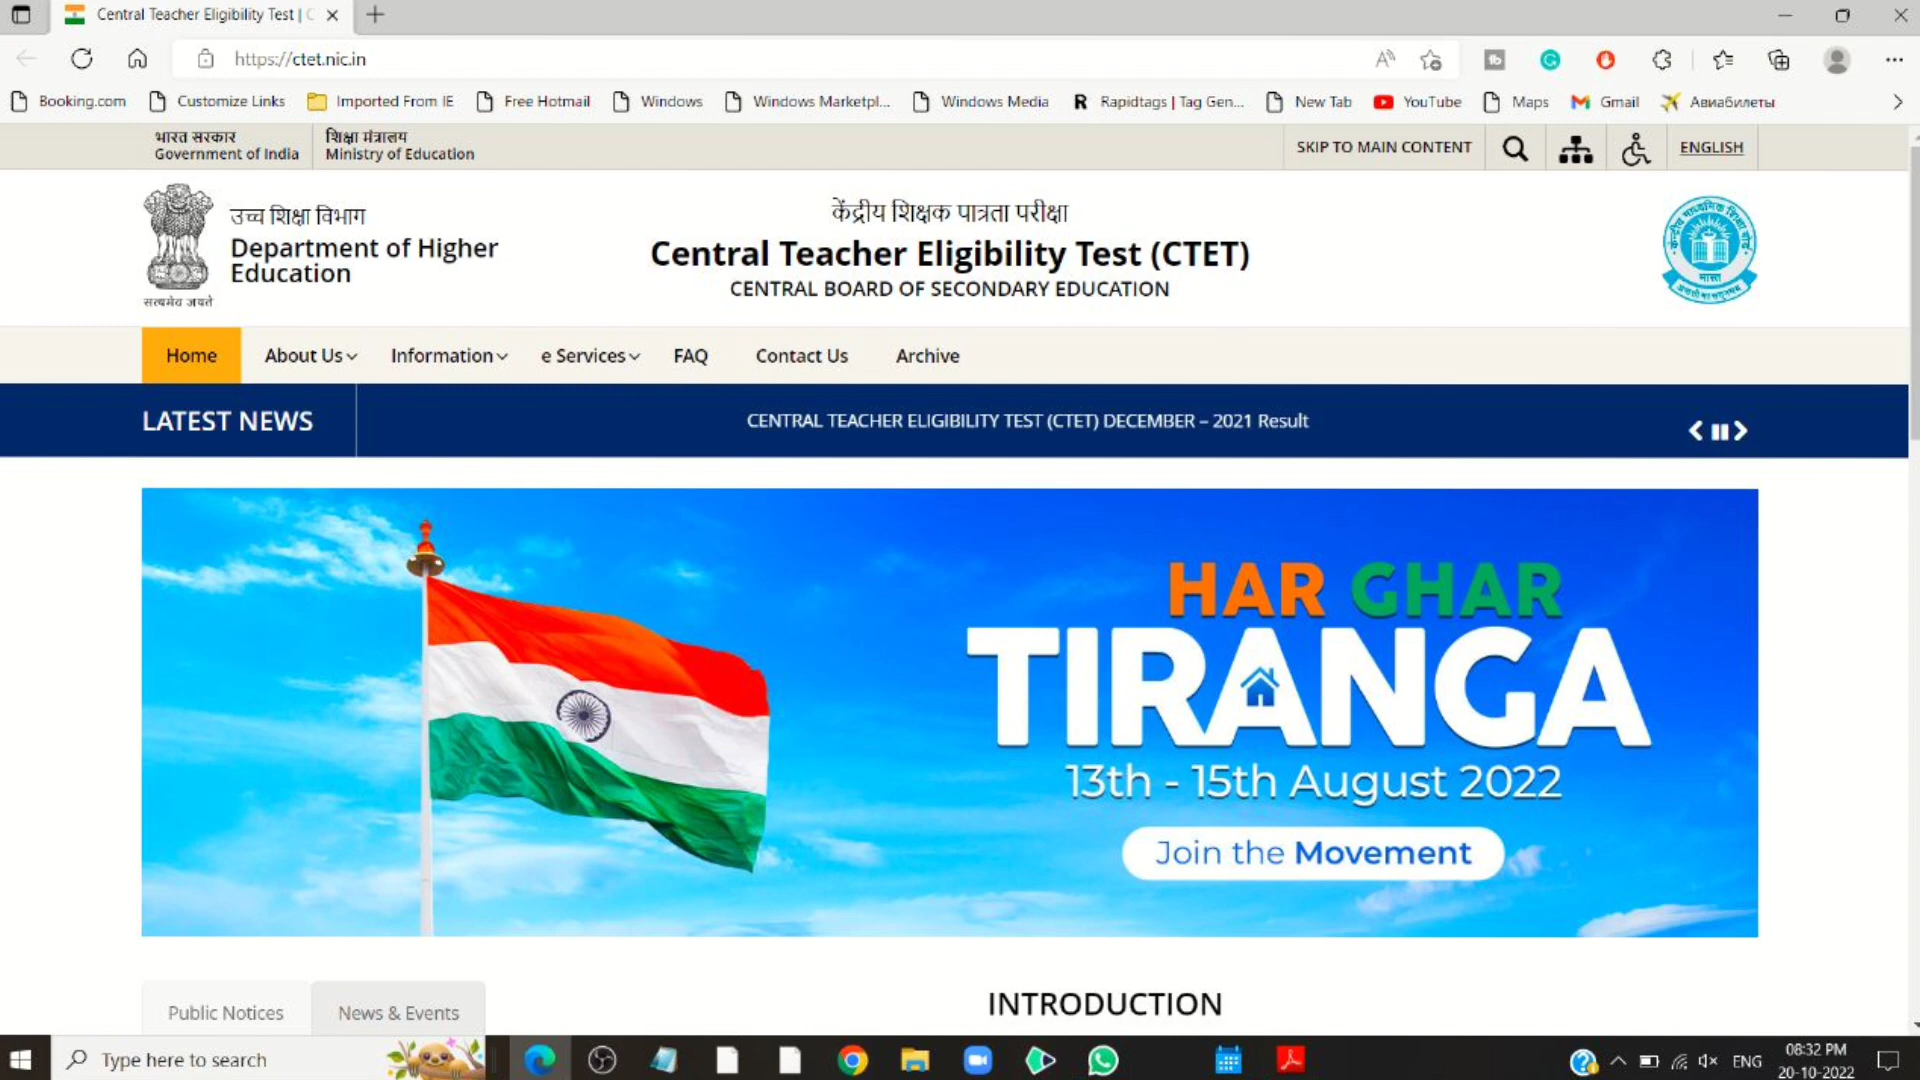 Central Teacher Eligibility Test |
https://ctet.nic.in
Booking.com Customize Links Imported From IE Free Hotmail Windows Windows Marketpl... Windows Media Rapidtags | Tag Gen... New Tab YouTube Maps Gmail Авиабилеты
भारत सरकार
Government of India
शिक्षा मंत्रालय
Ministry of Education
SKIP TO MAIN CONTENT
ENGLISH
सत्यमेव जयते
उच्च शिक्षा विभाग
Department of Higher
Education
केंद्रीय शिक्षक पात्रता परीक्षा
Central Teacher Eligibility Test (CTET)
CENTRAL BOARD OF SECONDARY EDUCATION
भारत
Home About Us Information e Services FAQ Contact Us Archive
LATEST NEWS
CENTRAL TEACHER ELIGIBILITY TEST (CTET) DECEMBER – 2021 Result
HAR GHAR
TIRANGA
13th - 15th August 2022
Join the Movement
Public Notices News & Events
INTRODUCTION
Type here to search
ENG
08:32 PM
20-10-2022